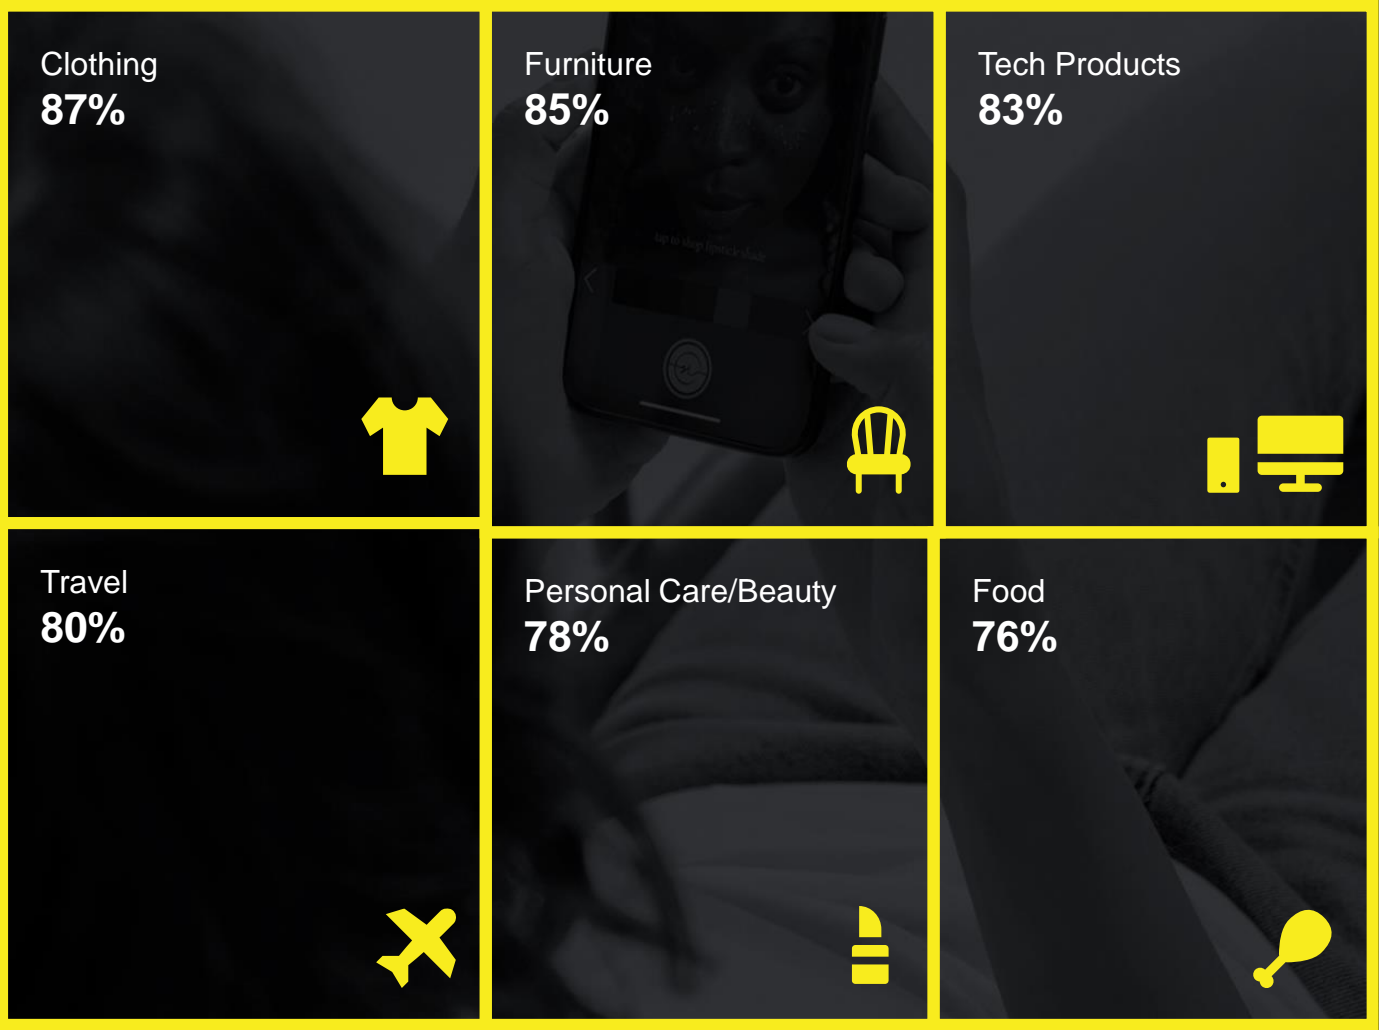 Clothing
87%
Furniture
85%
Tech Products
83%
Travel
80%
Personal Care/Beauty
78%
Food
76%